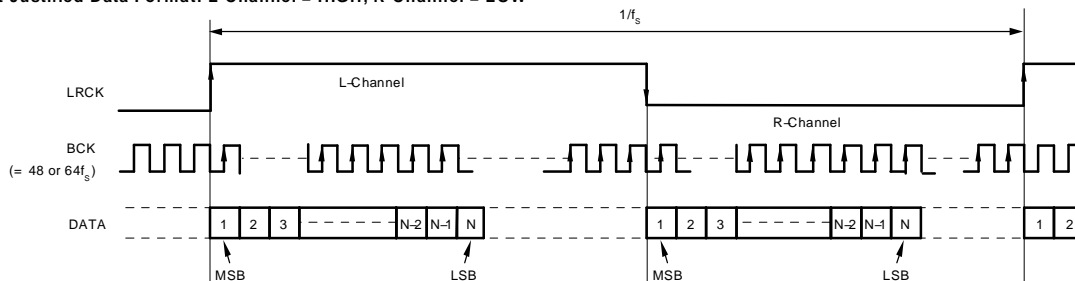 Justified Data Format: L-Channel = HIGH, R-Channel = LOW
1/fs
L-Channel
LRCK
R-Channel
BCK
(= 48 or 64fs)
DATA 1 2 3 N–2 N–1 N 1 2 3 N–2 N–1 N 1 2
MSB LSB MSB LSB